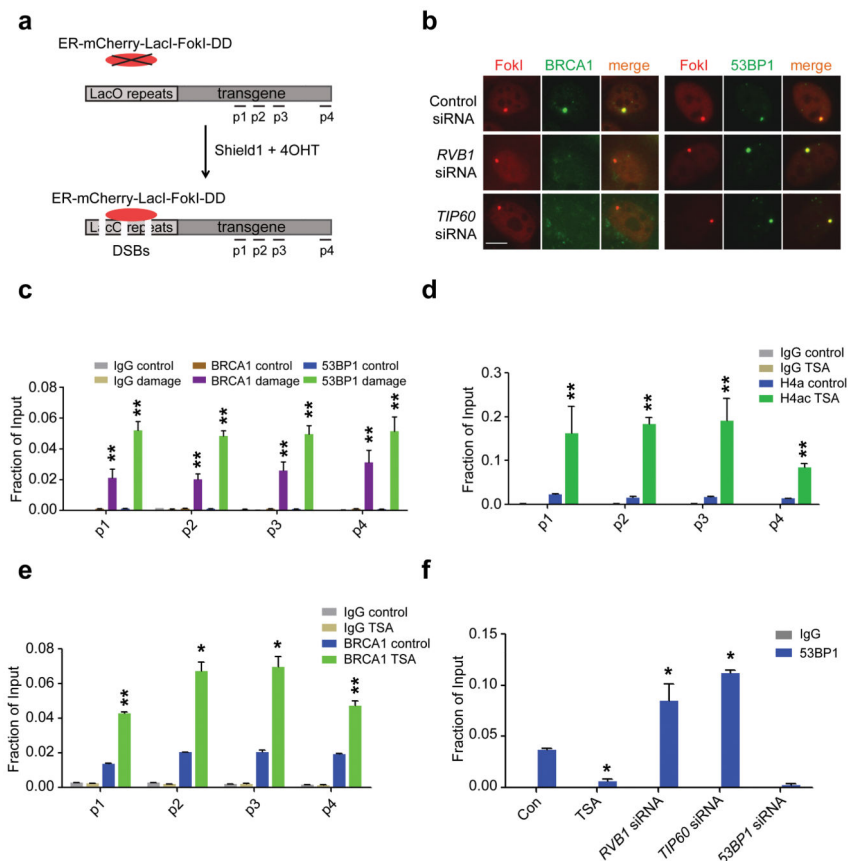 a
ER-mCherry-LacI-FokI-DD
LacO repeats transgene
p1 p2 p3 p4
Shield1 + 4OHT
ER-mCherry-LacI-FokI-DD
LacO repeats transgene
DSBs p1 p2 p3 p4
b
FokI BRCA1 merge FokI 53BP1 merge
Control
siRNA
RVB1
siRNA
TIP60
siRNA
c
IgG control BRCA1 control 53BP1 control
IgG damage BRCA1 damage 53BP1 damage
Fraction of Input
0.08
0.06
0.04
0.02
0.00
** ** ** ** ** ** ** **
p1 p2 p3 p4
d
IgG control
IgG TSA
H4a control
H4ac TSA
Fraction of Input
0.3
0.2
0.1
0.0
** ** ** **
p1 p2 p3 p4
e
IgG control
IgG TSA
BRCA1 control
BRCA1 TSA
Fraction of Input
0.08
0.06
0.04
0.02
0.00
** * * **
p1 p2 p3 p4
f
IgG
53BP1
Fraction of Input
0.15
0.10
0.05
0.00
* * *
Con TSA RVB1 siRNA TIP60 siRNA 53BP1 siRNA